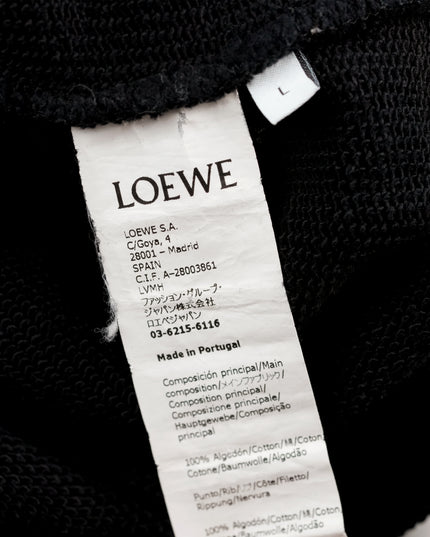 L
LOEWE
LOEWE S.A.
C/Goya, 4
28001 – Madrid
SPAIN
C.I.F. A-28003861
LVMH
ファッション・グループ・
ジャパン株式会社
ロエベジャパン
03-6215-6116
Made in Portugal
Composición principal/Main
composition/メインファブリック/
Composition principal/
Composizione principale/
Hauptgewebe/Composição
principal
100% Algodón/Cotton/綿/Coton/
Cotone/Baumwolle/Algodão
Punto/Rib/リブ/Côte/Filetto/
Rippung/Nervura
100% Algodón/Cotton/綿/Coton/
Cotone/Baumwolle/Algodão